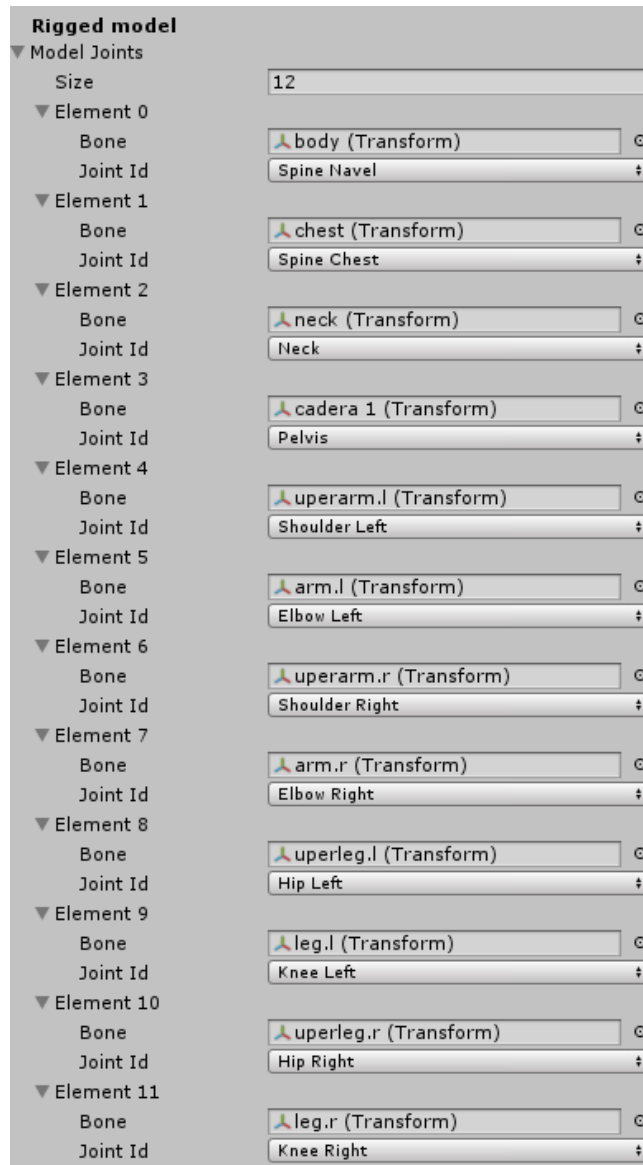 Rigged model
Model Joints
Size 12
Element 0
Bone body (Transform)
Joint Id Spine Navel
Element 1
Bone chest (Transform)
Joint Id Spine Chest
Element 2
Bone neck (Transform)
Joint Id Neck
Element 3
Bone cadera 1 (Transform)
Joint Id Pelvis
Element 4
Bone uperarm.l (Transform)
Joint Id Shoulder Left
Element 5
Bone arm.l (Transform)
Joint Id Elbow Left
Element 6
Bone uperarm.r (Transform)
Joint Id Shoulder Right
Element 7
Bone arm.r (Transform)
Joint Id Elbow Right
Element 8
Bone uperleg.l (Transform)
Joint Id Hip Left
Element 9
Bone leg.l (Transform)
Joint Id Knee Left
Element 10
Bone uperleg.r (Transform)
Joint Id Hip Right
Element 11
Bone leg.r (Transform)
Joint Id Knee Right